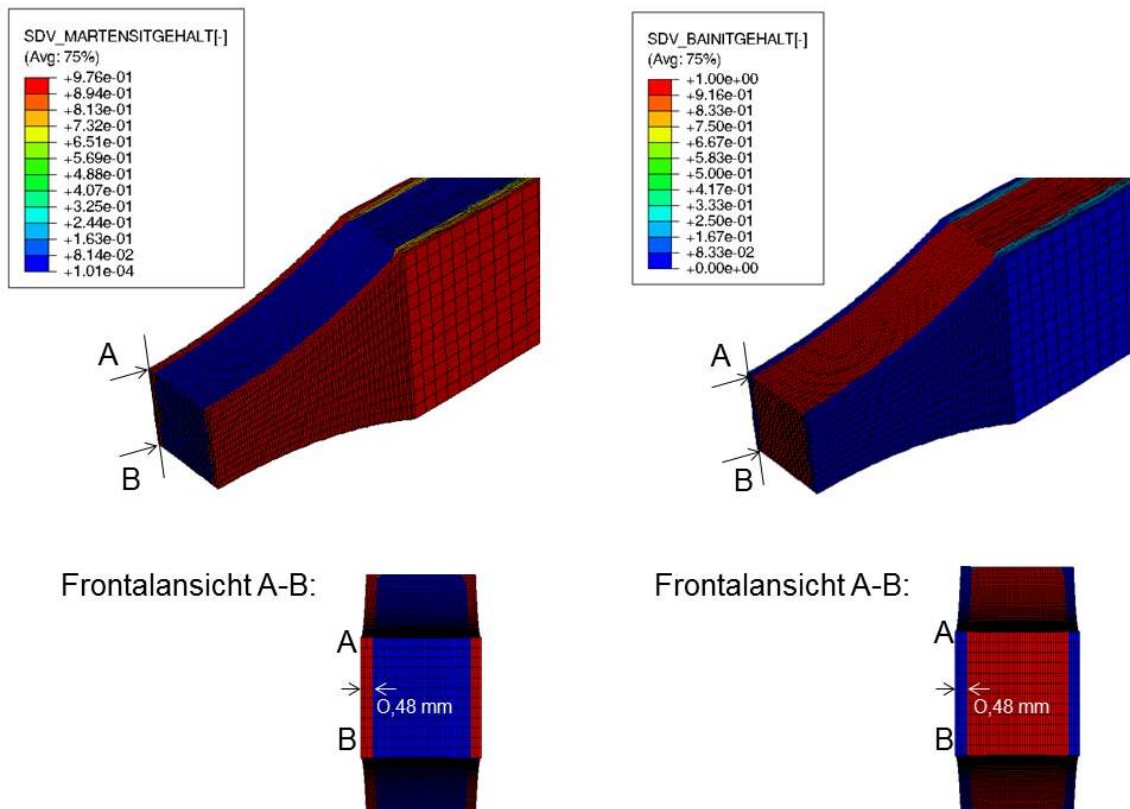 SDV_MARTENSITGEHALT[-]
(Avg: 75%)
+9.76e-01
+8.94e-01
+8.13e-01
+7.32e-01
+6.51e-01
+5.69e-01
+4.88e-01
+4.07e-01
+3.25e-01
+2.44e-01
+1.63e-01
+8.14e-02
+1.01e-04
A
B
SDV_BAINITGEHALT[-]
(Avg: 75%)
+1.00e+00
+9.16e-01
+8.33e-01
+7.50e-01
+6.67e-01
+5.83e-01
+5.00e-01
+4.17e-01
+3.33e-01
+2.50e-01
+1.67e-01
+8.33e-02
+0.00e+00
A
B
Frontalansicht A-B:
A
O,48 mm
B
Frontalansicht A-B:
A
O,48 mm
B